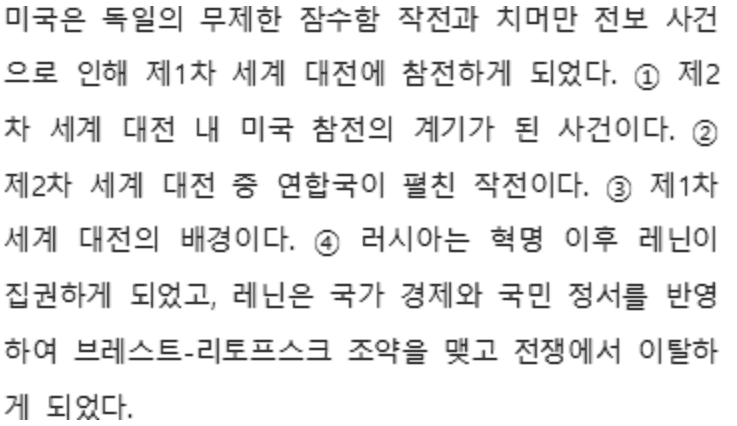 미국은 독일의 무제한 잠수함 작전과 치머만 전보 사건
으로 인해 제1차 세계 대전에 참전하게 되었다. ① 제2
차 세계 대전 내 미국 참전의 계기가 된 사건이다. ②
제2차 세계 대전 중 연합국이 펼친 작전이다. ③ 제1차
세계 대전의 배경이다. ④ 러시아는 혁명 이후 레닌이
집권하게 되었고, 레닌은 국가 경제와 국민 정서를 반영
하여 브레스트-리토프스크 조약을 맺고 전쟁에서 이탈하
게 되었다.